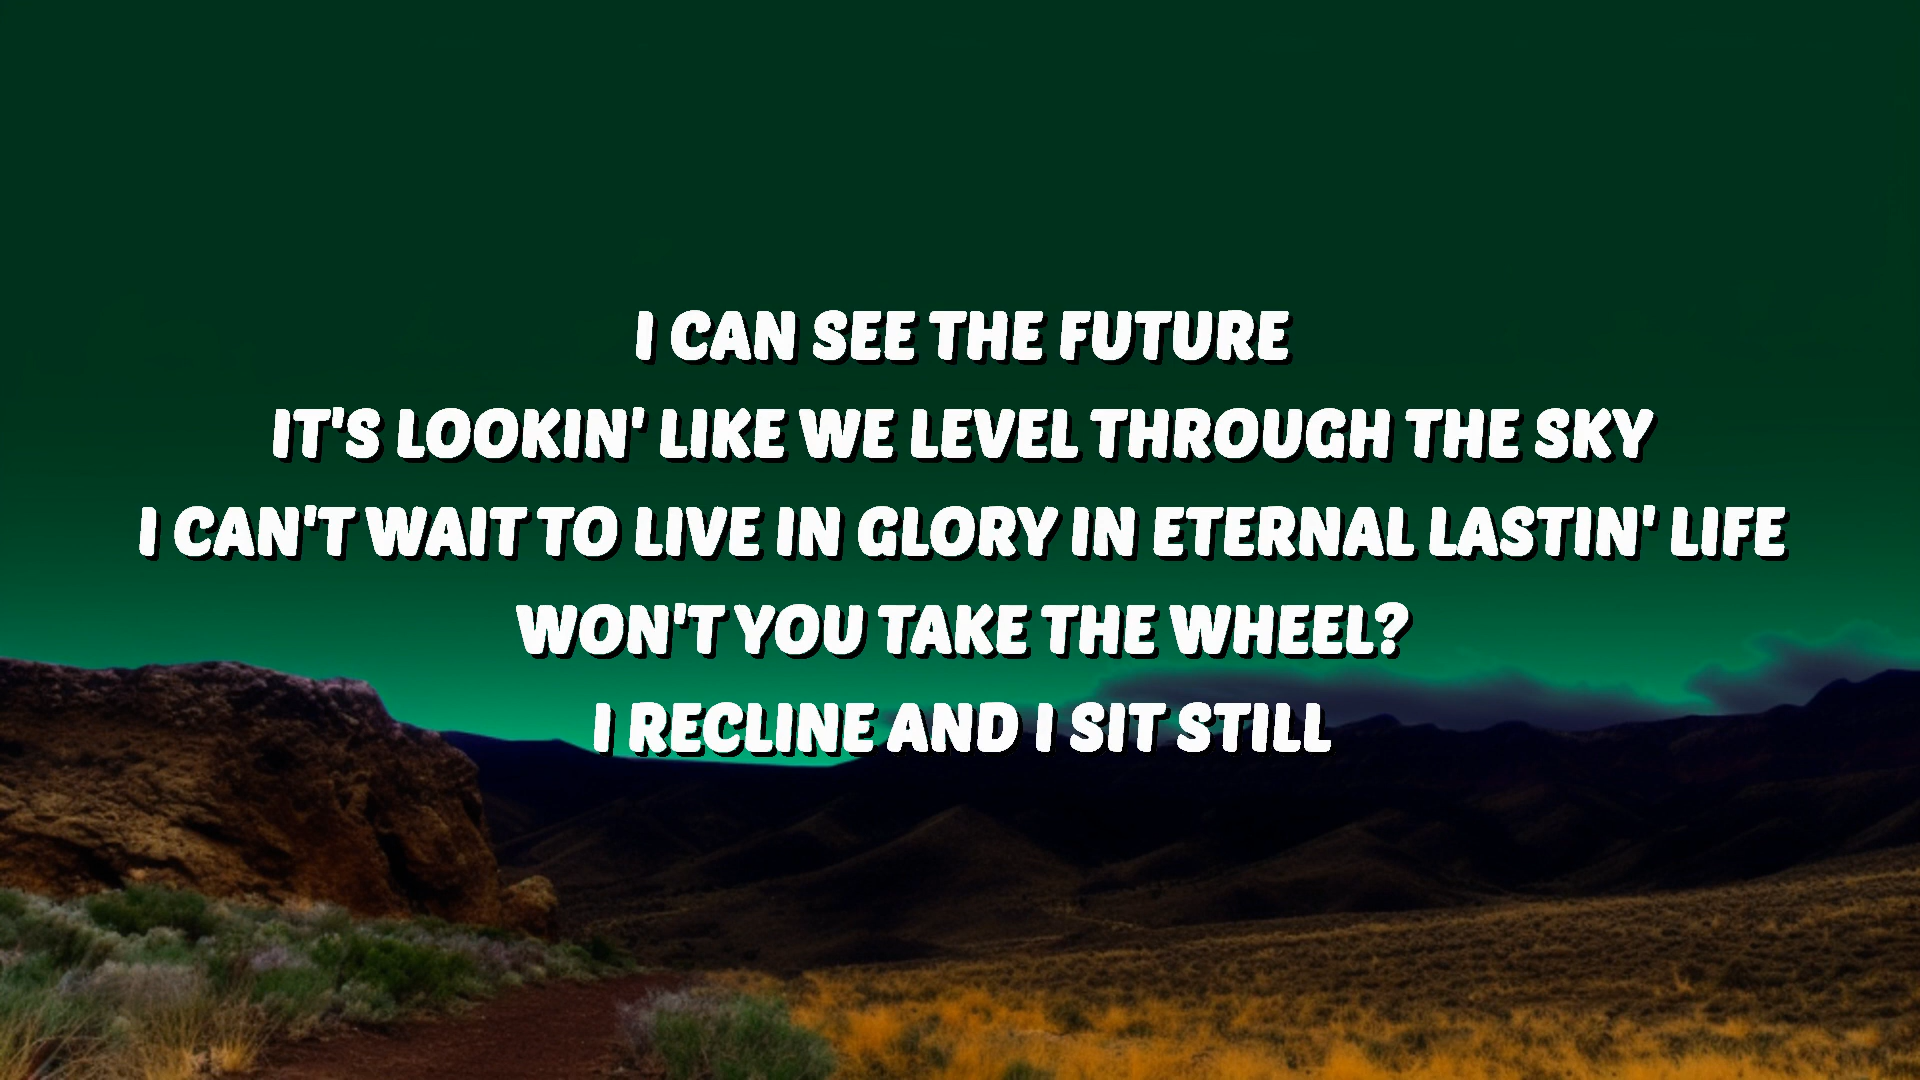 I CAN SEE THE FUTURE
IT'S LOOKIN' LIKE WE LEVEL THROUGH THE SKY
I CAN'T WAIT TO LIVE IN GLORY IN ETERNAL LASTIN' LIFE
WON'T YOU TAKE THE WHEEL?
I RECLINE AND I SIT STILL